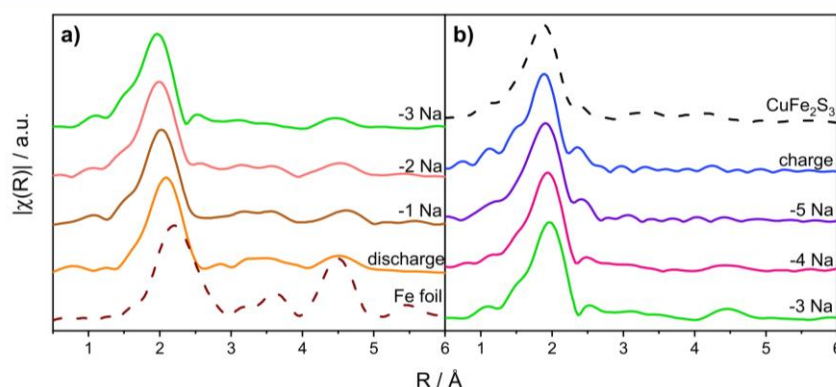 a)
-3 Na
-2 Na
-1 Na
discharge
Fe foil
b)
CuFe₂S₃
charge
-5 Na
-4 Na
-3 Na
|χ(R)| / a.u.
1 2 3 4 5 6
1 2 3 4 5 6
R / Å